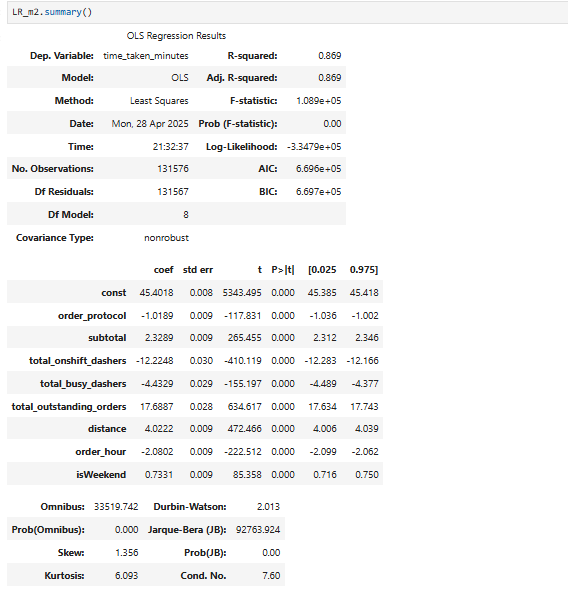 LR_m2.summary()
OLS Regression Results
Dep. Variable: time_taken_minutes R-squared: 0.869
Model: OLS Adj. R-squared: 0.869
Method: Least Squares F-statistic: 1.089e+05
Date: Mon, 28 Apr 2025 Prob (F-statistic): 0.00
Time: 21:32:37 Log-Likelihood: -3.3479e+05
No. Observations: 131576 AIC: 6.696e+05
Df Residuals: 131567 BIC: 6.697e+05
Df Model: 8
Covariance Type: nonrobust
coef std err t P>|t| [0.025 0.975]
const 45.4018 0.008 5343.495 0.000 45.385 45.418
order_protocol -1.0189 0.009 -117.831 0.000 -1.036 -1.002
subtotal 2.3289 0.009 265.455 0.000 2.312 2.346
total_onshift_dashers -12.2248 0.030 -410.119 0.000 -12.283 -12.166
total_busy_dashers -4.4329 0.029 -155.197 0.000 -4.489 -4.377
total_outstanding_orders 17.6887 0.028 634.617 0.000 17.634 17.743
distance 4.0222 0.009 472.466 0.000 4.006 4.039
order_hour -2.0802 0.009 -222.512 0.000 -2.099 -2.062
isWeekend 0.7331 0.009 85.358 0.000 0.716 0.750
Omnibus: 33519.742 Durbin-Watson: 2.013
Prob(Omnibus): 0.000 Jarque-Bera (JB): 92763.924
Skew: 1.356 Prob(JB): 0.00
Kurtosis: 6.093 Cond. No. 7.60